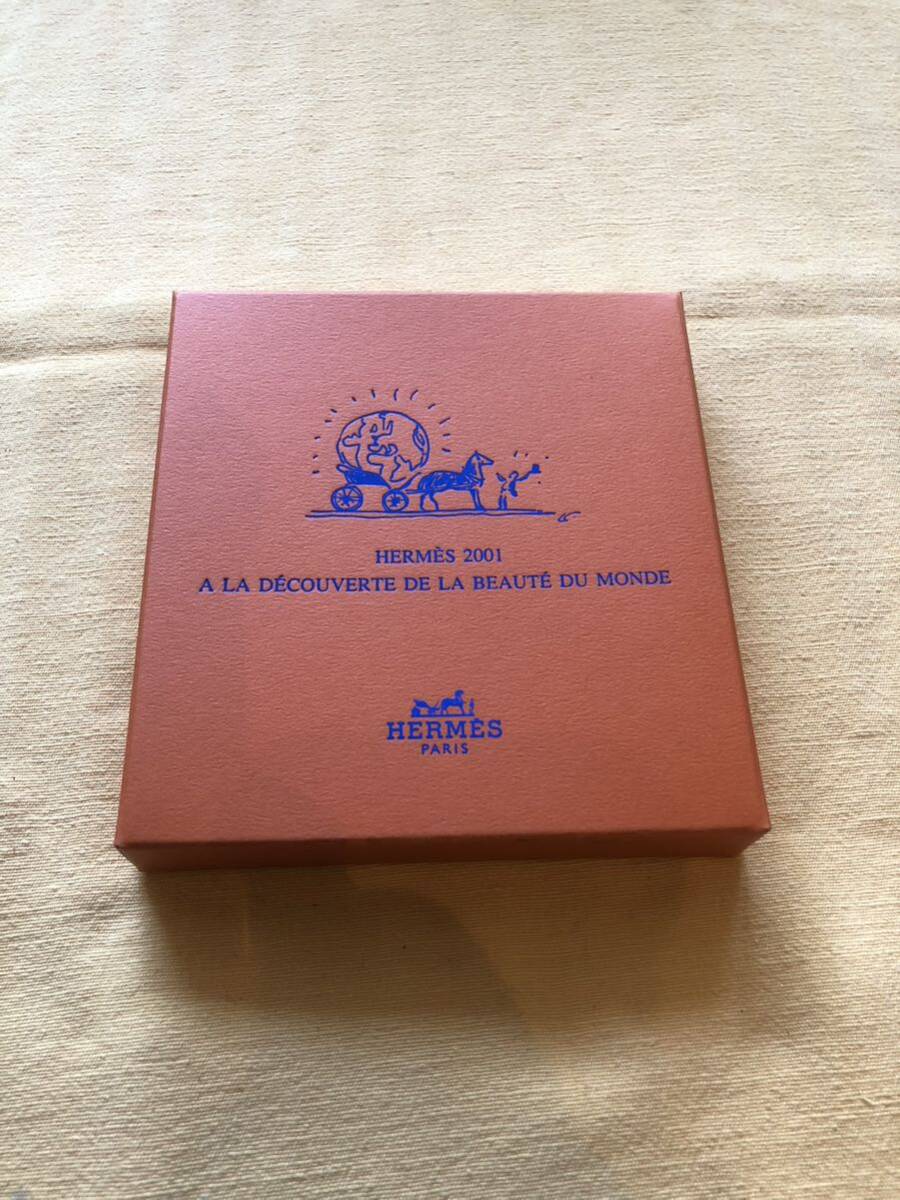 HERMÈS 2001
A LA DÉCOUVERTE DE LA BEAUTÉ DU MONDE
HERMÈS
PARIS